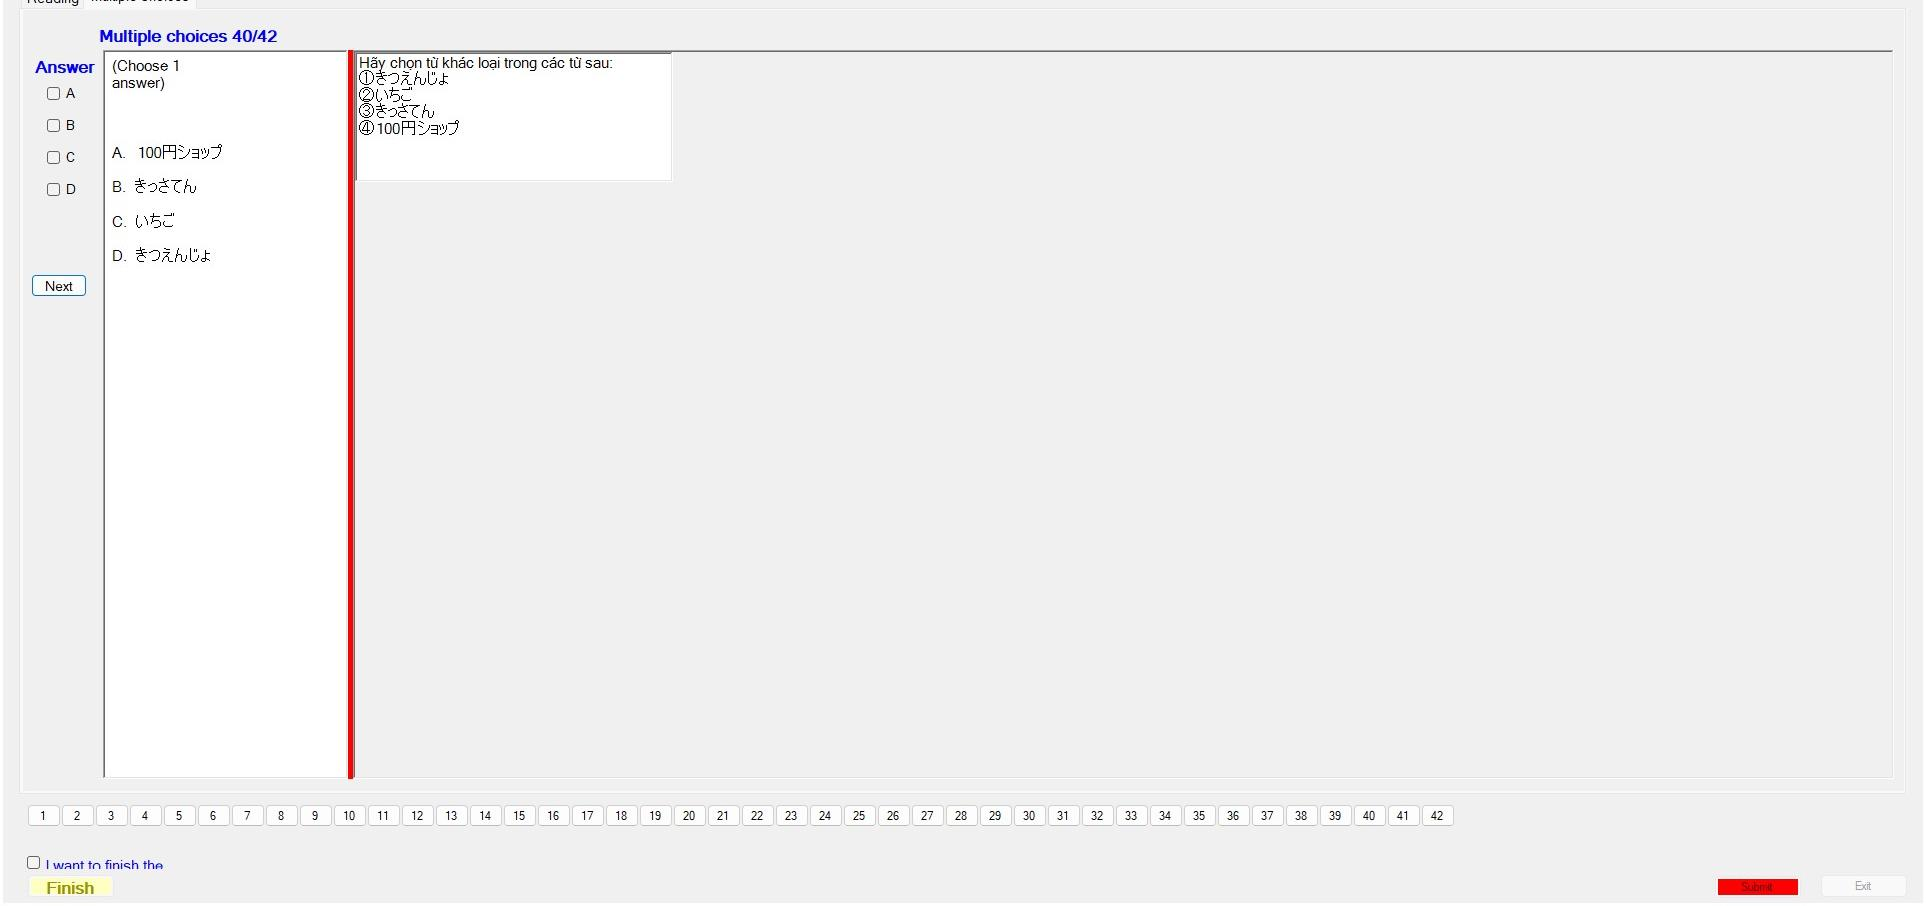 Reading Multiple Choices
Multiple choices 40/42
Answer
A
B
C
D
Next
(Choose 1
answer)
A. 100円ショップ
B. きっさてん
C. いちご
D. きつえんじょ
Hãy chọn từ khác loại trong các từ sau:
①きつえんじょ
②いちご
③きっさてん
④100円ショップ
1 2 3 4 5 6 7 8 9 10 11 12 13 14 15 16 17 18 19 20 21 22 23 24 25 26 27 28 29 30 31 32 33 34 35 36 37 38 39 40 41 42
I want to finish the
Finish
Submit Exit